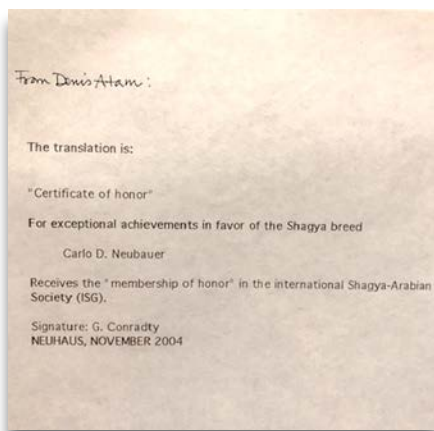 From Denis Atam:
The translation is:
"Certificate of honor"
For exceptional achievements in favor of the Shagya breed
Carlo D. Neubauer
Receives the "membership of honor" in the international Shagya-Arabian
Society (ISG).
Signature: G. Conradty
NEUHAUS, NOVEMBER 2004